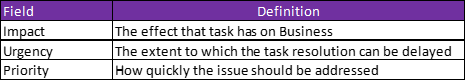 Field Definition
Impact The effect that task has on Business
Urgency The extent to which the task resolution can be delayed
Priority How quickly the issue should be addressed